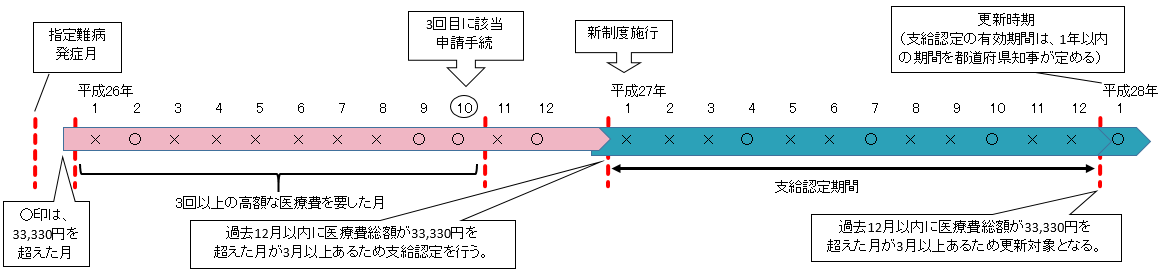 指定難病
発症月
3回目に該当
申請手続
新制度施行
更新時期
（支給認定の有効期間は、1年以内
の期間を都道府県知事が定める）
平成26年
平成27年
平成28年
1 2 3 4 5 6 7 8 9 10 11 12 1 2 3 4 5 6 7 8 9 10 11 12 1
× ○ × × × × × × ○ ○ × ○ × × × ○ × × ○ × × ○ × × ○
3回以上の高額な医療費を要した月
支給認定期間
○印は、
33,330円を
超えた月
過去12月以内に医療費総額が33,330円を
超えた月が3月以上あるため支給認定を行う。
過去12月以内に医療費総額が33,330円を
超えた月が3月以上あるため更新対象となる。